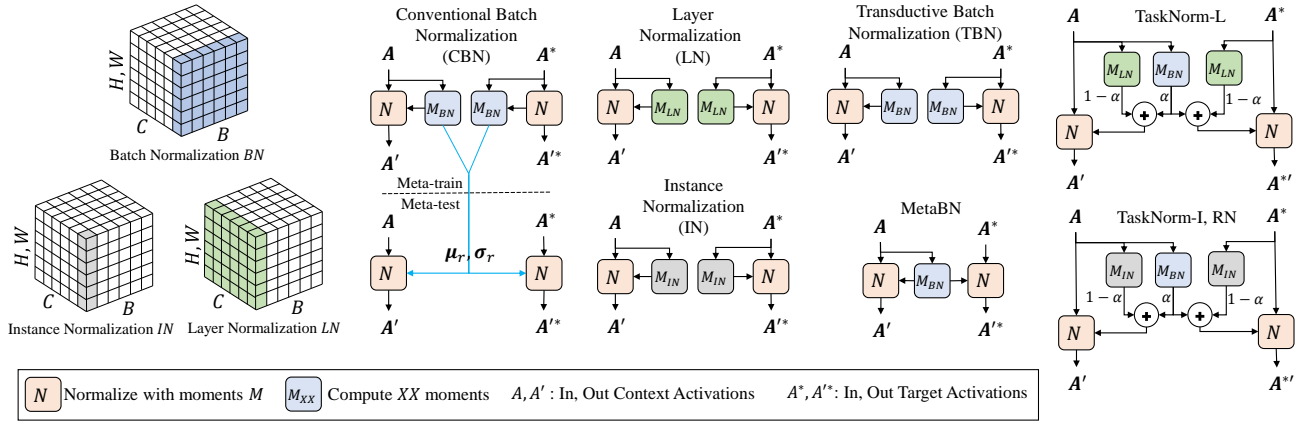 H, W
C
B
Batch Normalization BN
H, W
C
B
Instance Normalization IN
H, W
C
B
Layer Normalization LN
Conventional Batch
Normalization
(CBN)
A
A*
N
M_BN
M_BN
N
A′
A′*
Meta-train
Meta-test
A
A*
μ_r, σ_r
N
N
A′
A′*
Layer
Normalization
(LN)
A
A*
N
M_LN
M_LN
N
A′
A′*
Instance
Normalization
(IN)
A
A*
N
M_IN
M_IN
N
A′
A′*
Transductive Batch
Normalization (TBN)
A
A*
N
M_BN
M_BN
N
A′
A′*
MetaBN
A
A*
N
M_BN
N
A′
A′*
TaskNorm-L
A
A*
M_LN
M_BN
M_LN
1 − α
α
1 − α
+
+
N
N
A′
A*′
TaskNorm-I, RN
A
A*
M_IN
M_BN
M_IN
1 − α
α
1 − α
+
+
N
N
A′
A*′
N Normalize with moments M
M_XX Compute XX moments
A, A′ : In, Out Context Activations
A*, A′* : In, Out Target Activations